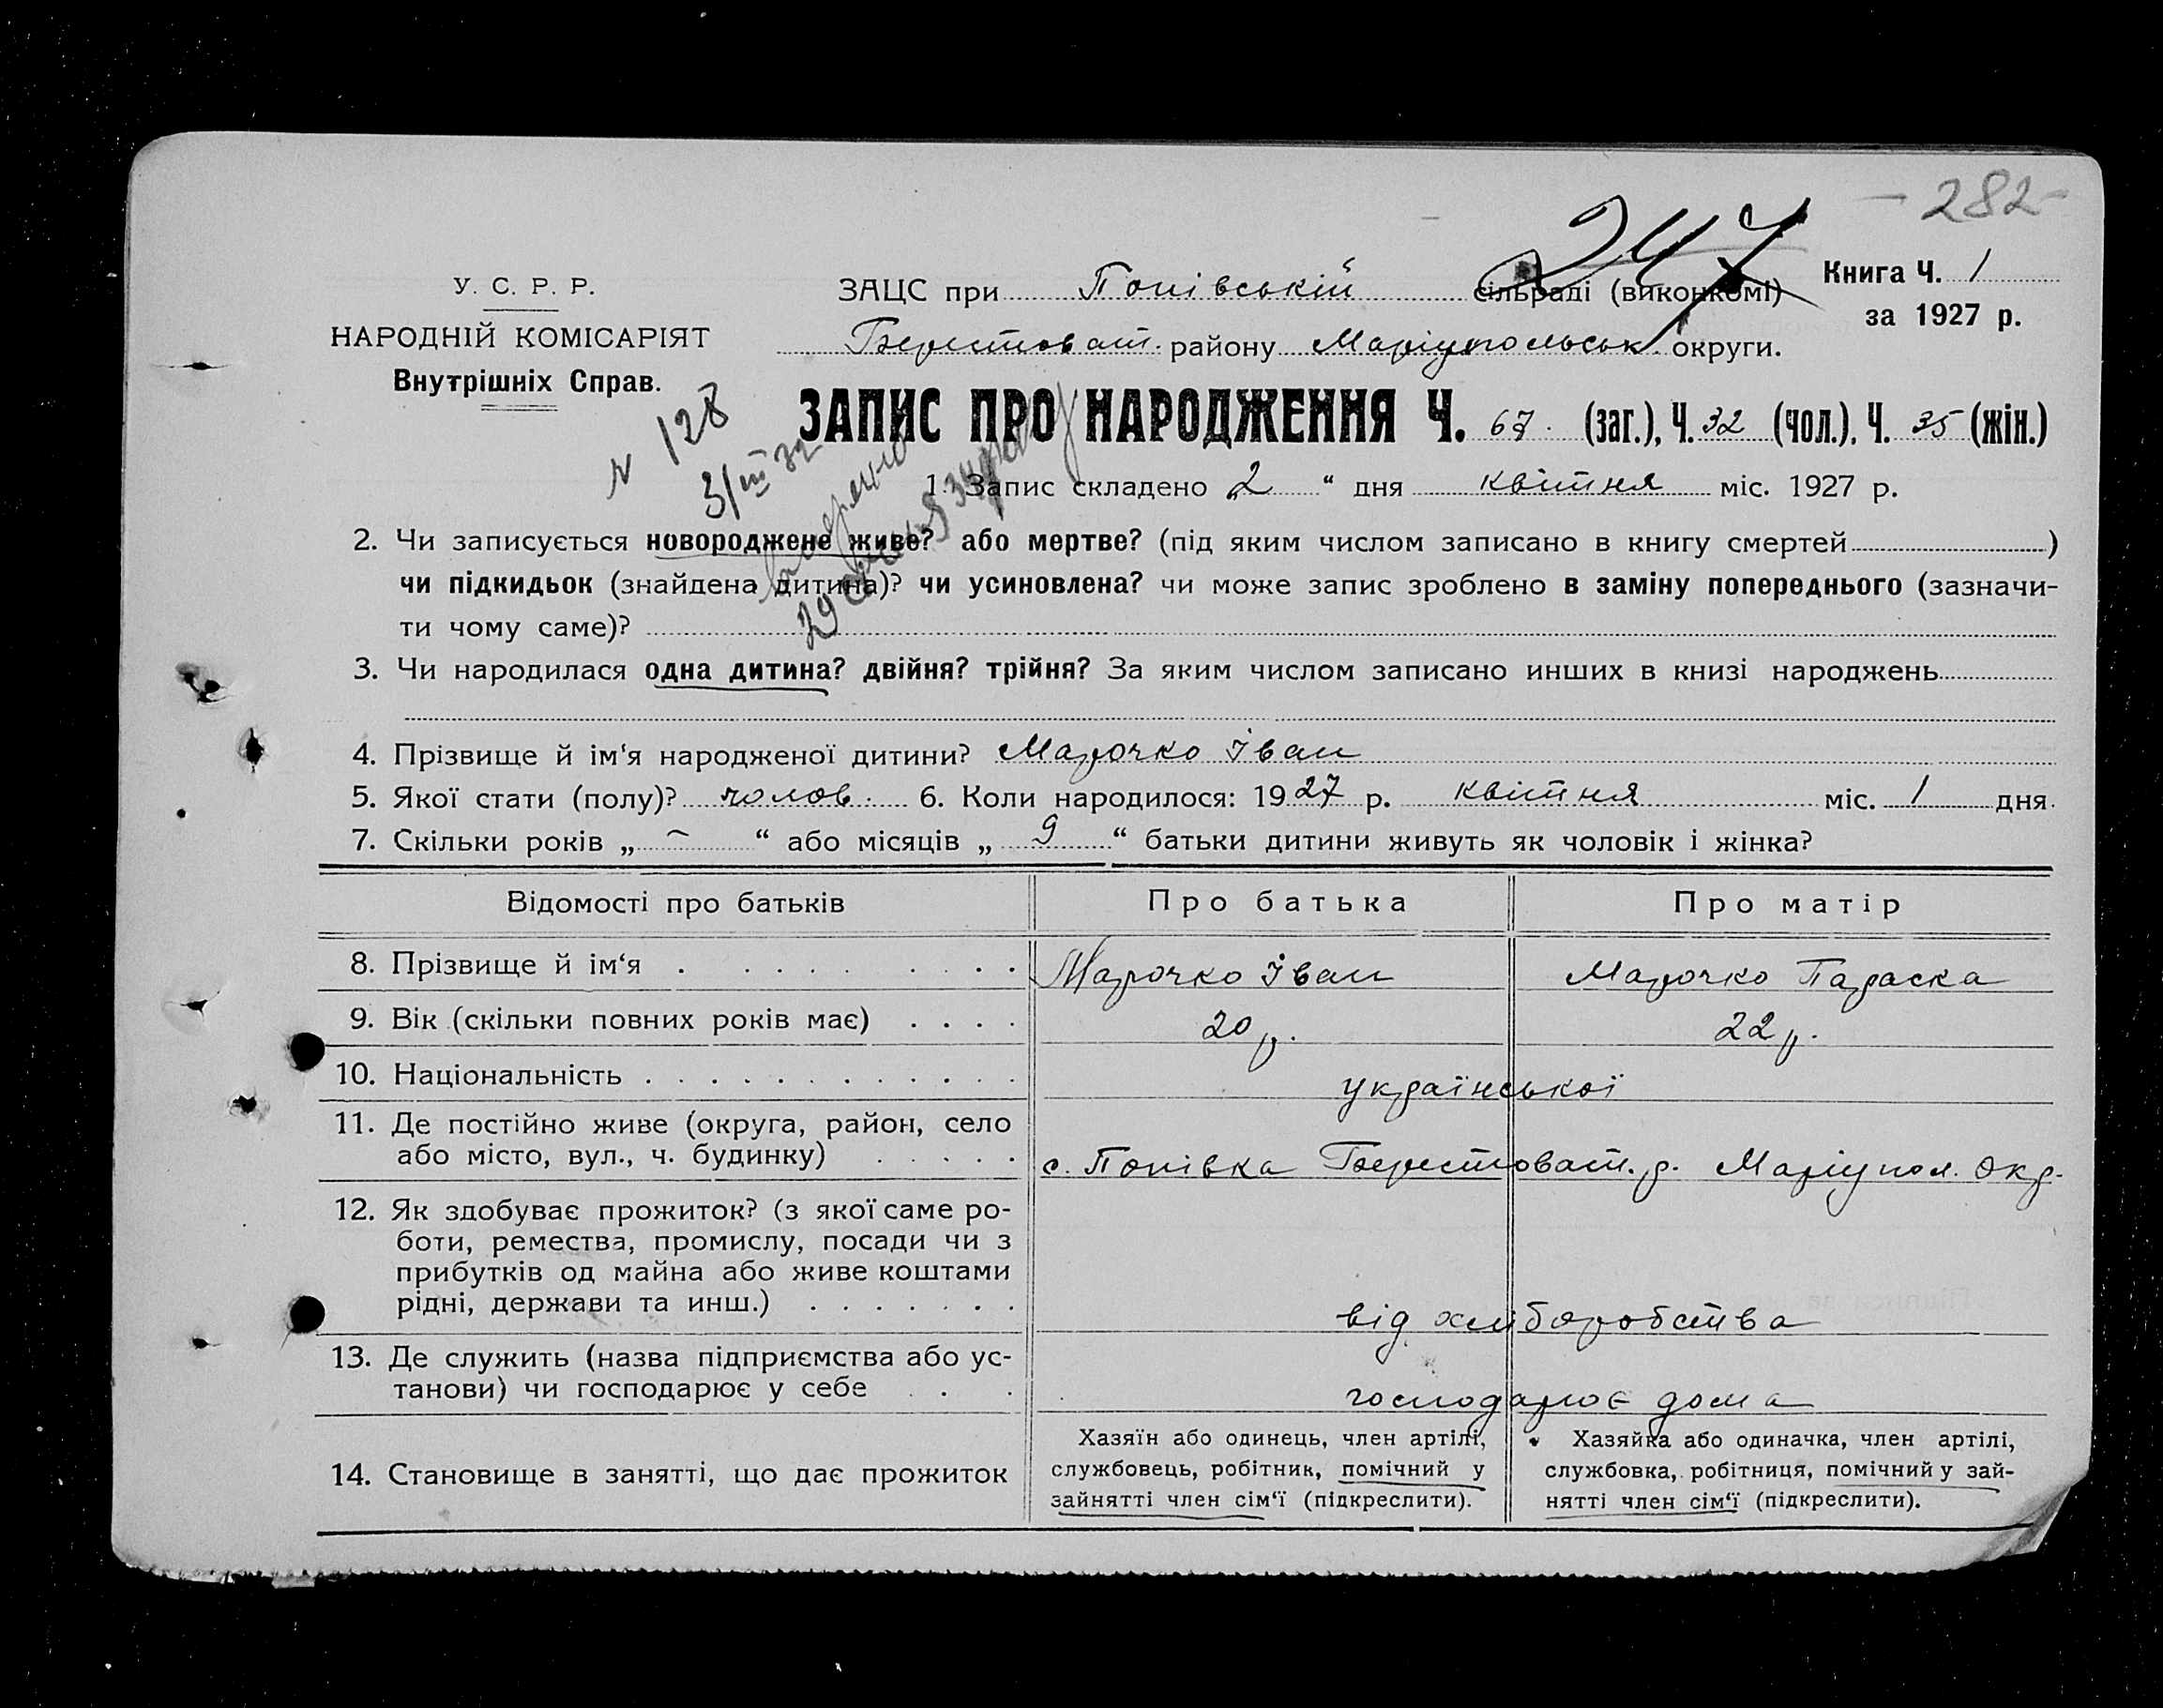 - 282 -
247
У. С. Р. Р.
НАРОДНІЙ КОМІСАРІЯТ
Внутрішніх Справ.
ЗАЦС при Попівській сільраді (виконкомі)
Книга Ч. 1
за 1927 р.
Берестоват. району Маріупольськ. округи.
ЗАПИС ПРО НАРОДЖЕННЯ Ч. 67. (заг.), Ч. 32 (чол.), Ч. 35 (жін.)
128
3/III 32
1. Запис складено „2“ дня квітня міс. 1927 р.
2. Чи записується новороджене живе? або мертве? (під яким числом записано в книгу смертей)
чи підкидьок (знайдена дитина)? чи усиновлена? чи може запис зроблено в заміну попереднього (зазначи-
ти чому саме)?
29
3. Чи народилася одна дитина? двійня? трійня? За яким числом записано инших в книзі народжень
4. Прізвище й ім‘я народженої дитини? Марочко Іван
5. Якої стати (полу)? чолов. 6. Коли народилося: 1927 р. квітня міс. 1 дня.
7. Скільки років „ – “ або місяців „ 9 “ батьки дитини живуть як чоловік і жінка?
Відомості про батьків Про батька Про матір
8. Прізвище й ім‘я . . . . . . . . . Марочко Іван Марочко Параска
9. Вік (скільки повних років має) . . . . 20 р. 22 р.
10. Національність . . . . . . . . . . . . . української
11. Де постійно живе (округа, район, село
або місто, вул., ч. будинку) . . . . . с. Попівка Берестоват. р. Маріупол. окр.
12. Як здобуває прожиток? (з якої саме ро-
боти, ремества, промислу, посади чи з
прибутків од майна або живе коштами
рідні, держави та инш.) . . . . . . . від хліборобства
13. Де служить (назва підприємства або ус-
танови) чи господарює у себе . . . господарює дома
14. Становище в занятті, що дає прожиток
Хазяїн або одинець, член артілі,
службовець, робітник, помічний у
зайнятті член сім‘ї (підкреслити).
Хазяйка або одиначка, член артілі,
службовка, робітниця, помічний у зай-
нятті член сім‘ї (підкреслити).